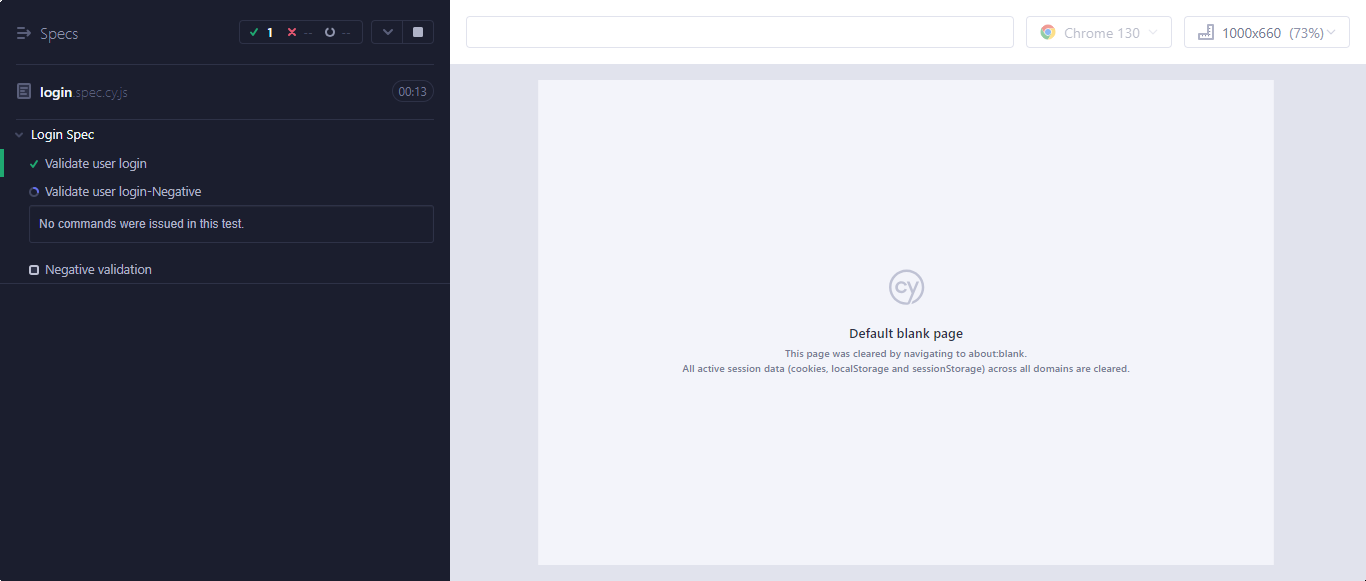 Specs
1 -- --
login.spec.cy.js
00:13
Login Spec
Validate user login
Validate user login-Negative
No commands were issued in this test.
Negative validation
Chrome 130
1000x660 (73%)
cy
Default blank page
This page was cleared by navigating to about:blank.
All active session data (cookies, localStorage and sessionStorage) across all domains are cleared.